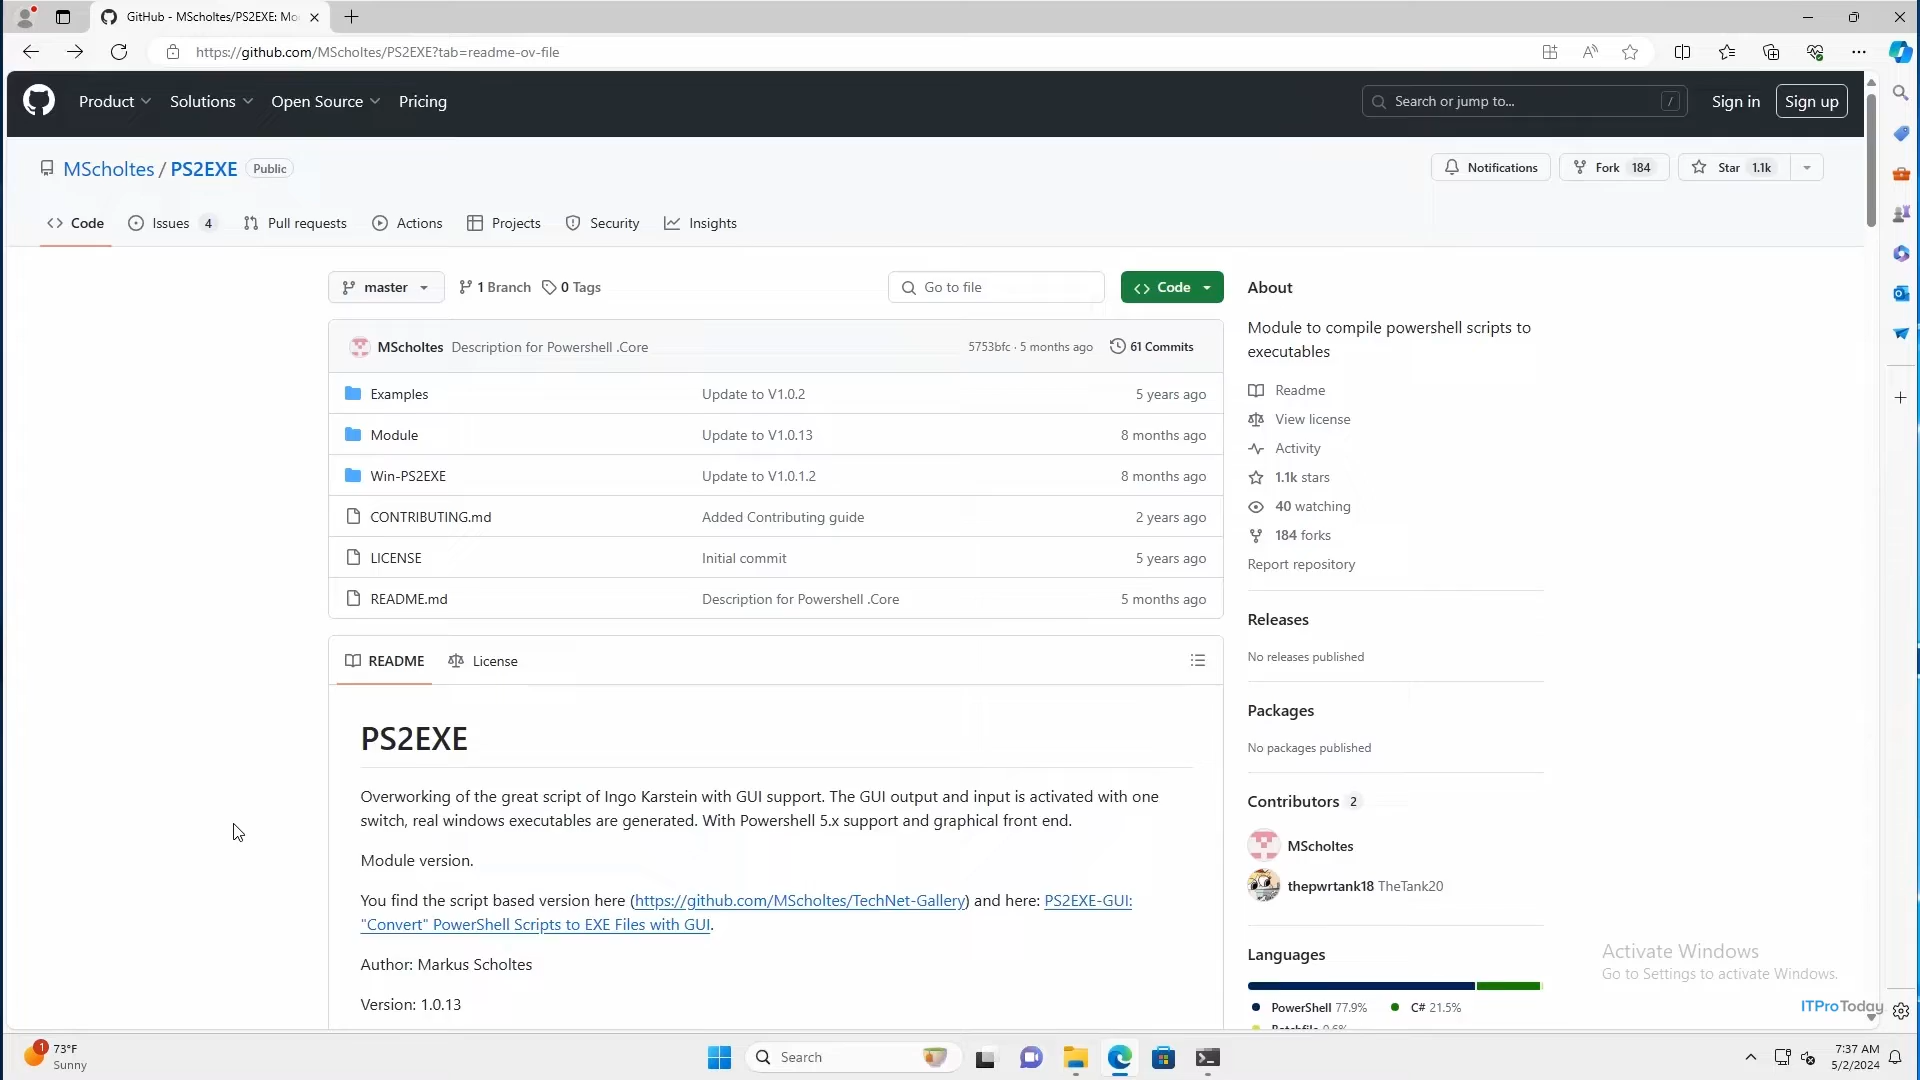 GitHub - MScholtes/PS2EXE: Mo
https://github.com/MScholtes/PS2EXE?tab=readme-ov-file
Product
Solutions
Open Source
Pricing
Search or jump to...
/
Sign in
Sign up
MScholtes / PS2EXE
Public
Notifications
Fork 184
Star 1.1k
Code
Issues 4
Pull requests
Actions
Projects
Security
Insights
master
1 Branch
0 Tags
Go to file
Code
MScholtes Description for Powershell .Core 5753bfc · 5 months ago 61 Commits
Examples Update to V1.0.2 5 years ago
Module Update to V1.0.13 8 months ago
Win-PS2EXE Update to V1.0.1.2 8 months ago
CONTRIBUTING.md Added Contributing guide 2 years ago
LICENSE Initial commit 5 years ago
README.md Description for Powershell .Core 5 months ago
README
License
PS2EXE
Overworking of the great script of Ingo Karstein with GUI support. The GUI output and input is activated with one
switch, real windows executables are generated. With Powershell 5.x support and graphical front end.
Module version.
You find the script based version here (https://github.com/MScholtes/TechNet-Gallery) and here: PS2EXE-GUI:
"Convert" PowerShell Scripts to EXE Files with GUI.
Author: Markus Scholtes
Version: 1.0.13
About
Module to compile powershell scripts to
executables
Readme
View license
Activity
1.1k stars
40 watching
184 forks
Report repository
Releases
No releases published
Packages
No packages published
Contributors 2
MScholtes
thepwrtank18 TheTank20
Languages
PowerShell 77.9%
C# 21.5%
Batchfile 0.6%
Activate Windows
Go to Settings to activate Windows.
ITProToday
1
73°F
Sunny
Search
7:37 AM
5/2/2024